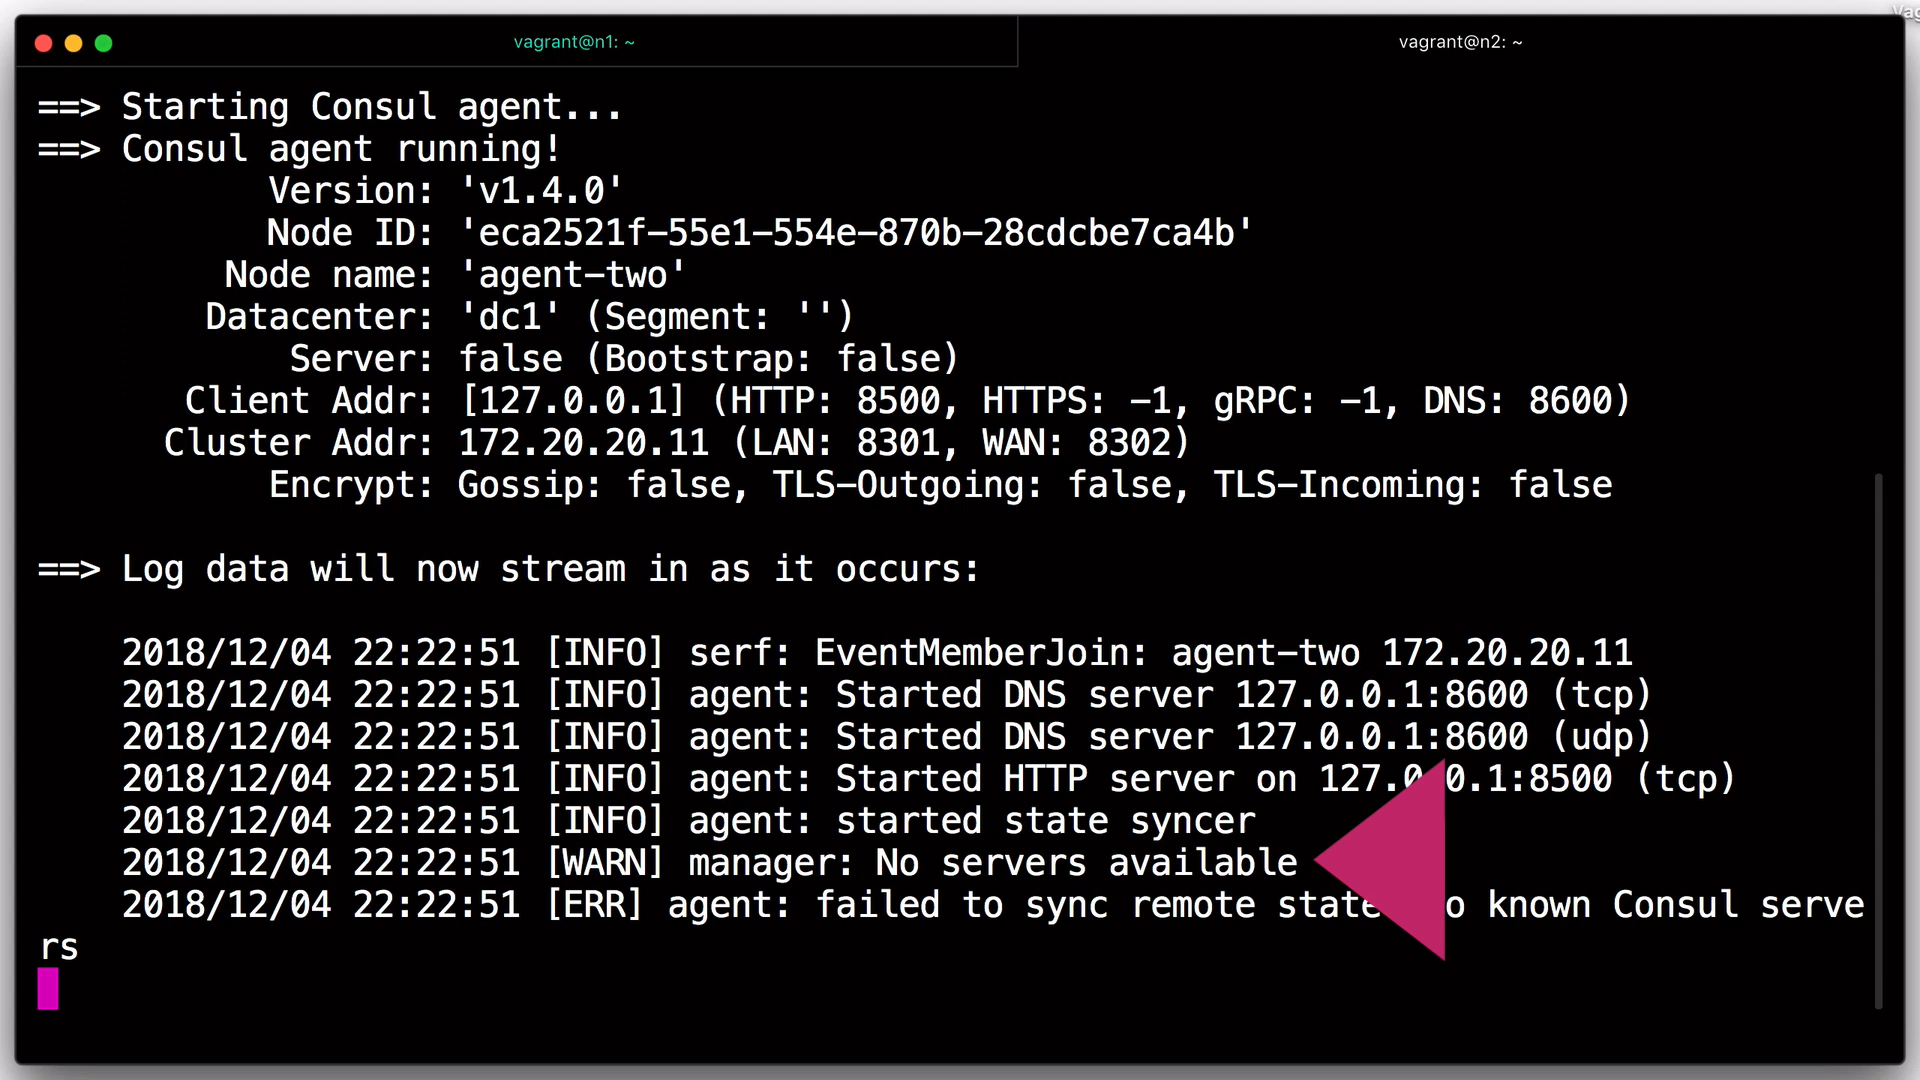 Vag
vagrant@n1: ~
vagrant@n2: ~
==> Starting Consul agent...
==> Consul agent running!
Version: 'v1.4.0'
Node ID: 'eca2521f-55e1-554e-870b-28cdcbe7ca4b'
Node name: 'agent-two'
Datacenter: 'dc1' (Segment: '')
Server: false (Bootstrap: false)
Client Addr: [127.0.0.1] (HTTP: 8500, HTTPS: -1, gRPC: -1, DNS: 8600)
Cluster Addr: 172.20.20.11 (LAN: 8301, WAN: 8302)
Encrypt: Gossip: false, TLS-Outgoing: false, TLS-Incoming: false
==> Log data will now stream in as it occurs:
2018/12/04 22:22:51 [INFO] serf: EventMemberJoin: agent-two 172.20.20.11
2018/12/04 22:22:51 [INFO] agent: Started DNS server 127.0.0.1:8600 (tcp)
2018/12/04 22:22:51 [INFO] agent: Started DNS server 127.0.0.1:8600 (udp)
2018/12/04 22:22:51 [INFO] agent: Started HTTP server on 127.0.0.1:8500 (tcp)
2018/12/04 22:22:51 [INFO] agent: started state syncer
2018/12/04 22:22:51 [WARN] manager: No servers available
2018/12/04 22:22:51 [ERR] agent: failed to sync remote state o known Consul serve
rs